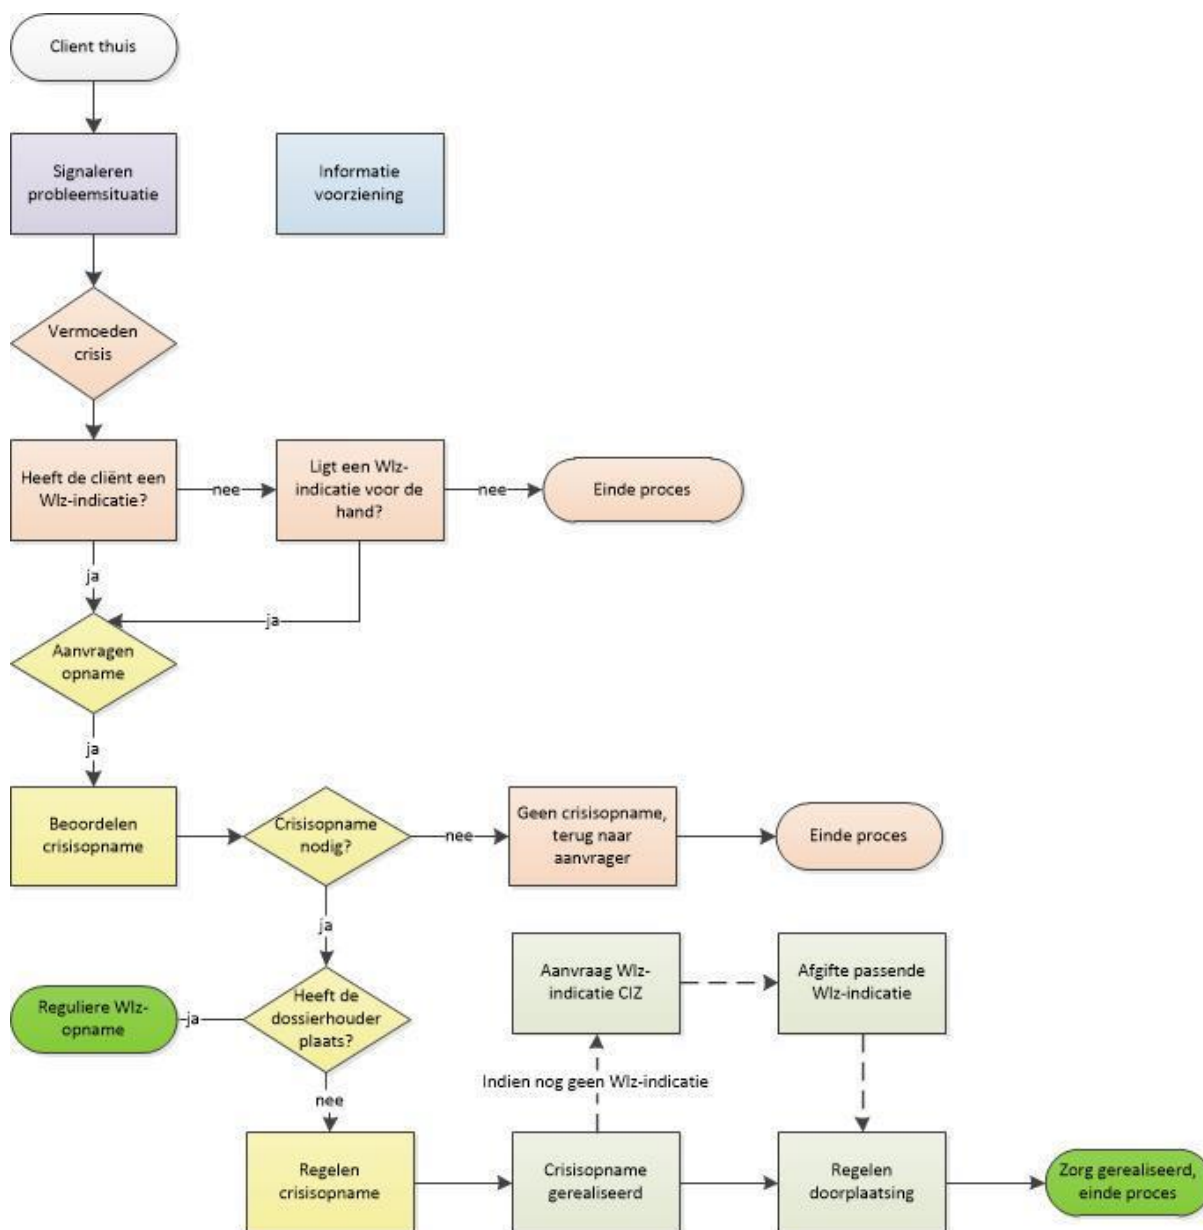 Client thuis
Signaleren
probleemsituatie
Informatie
voorziening
Vermoeden
crisis
Heeft de cliënt een
Wlz-indicatie?
nee
Ligt een Wlz-
indicatie voor de
hand?
nee
Einde proces
ja
ja
Aanvragen
opname
ja
Beoordelen
crisisopname
Crisisopname
nodig?
nee
Geen crisisopname,
terug naar
aanvrager
Einde proces
ja
Reguliere Wlz-
opname
ja
Heeft de
dossierhouder
plaats?
Aanvraag Wlz-
indicatie CIZ
Afgifte passende
Wlz-indicatie
Indien nog geen Wlz-indicatie
nee
Regelen
crisisopname
Crisisopname
gerealiseerd
Regelen
doorplaatsing
Zorg gerealiseerd,
einde proces